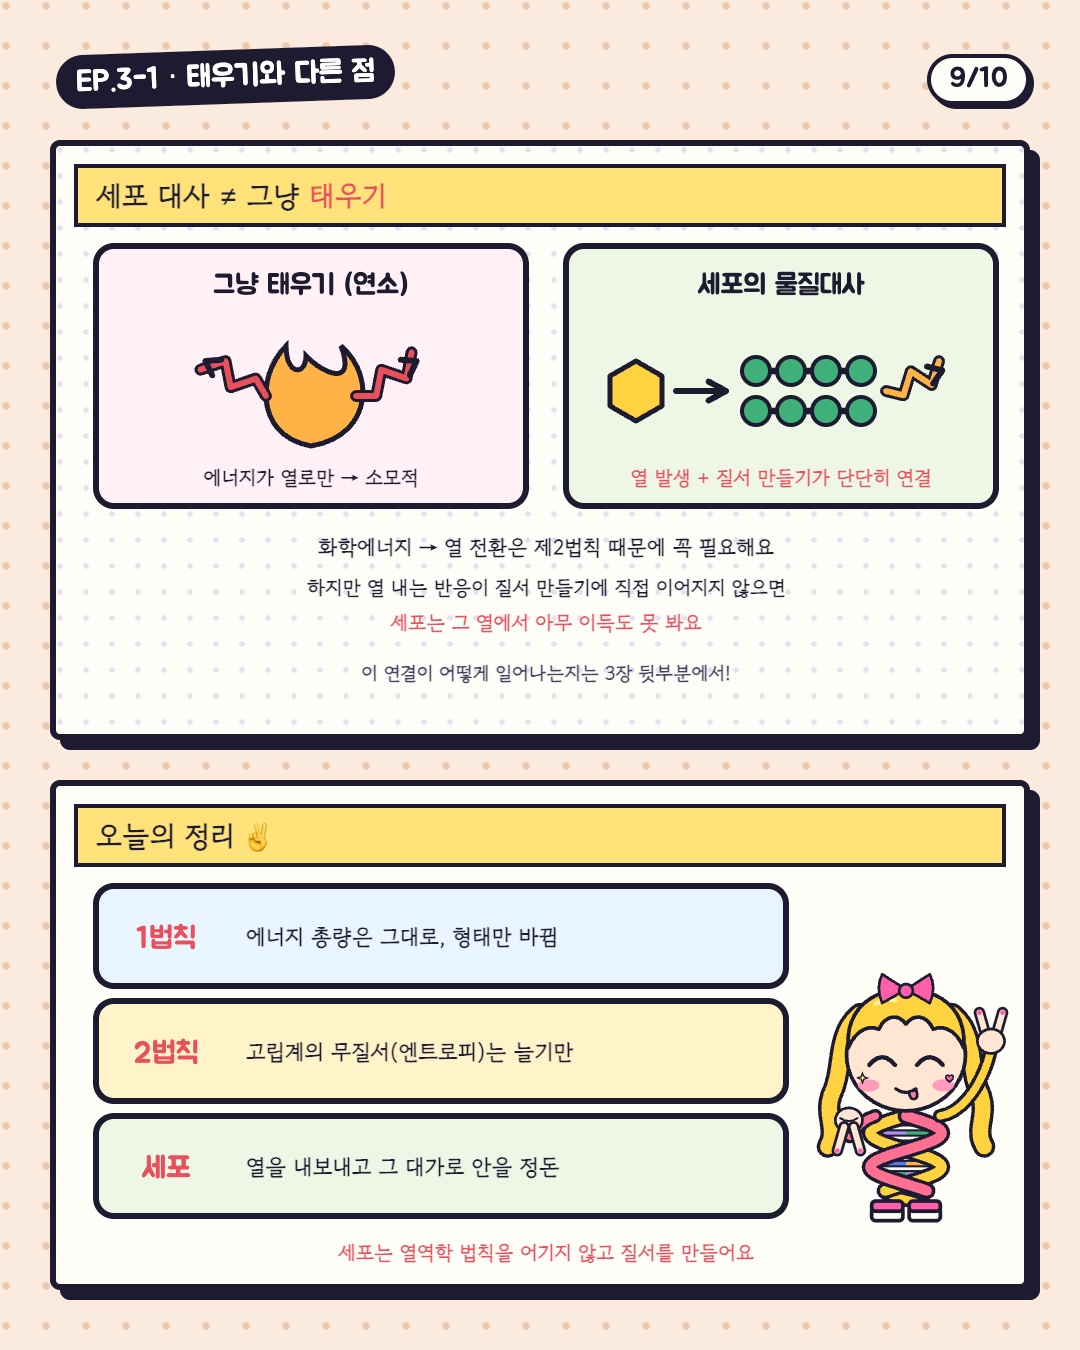 EP.3-1 · 태우기와 다른 점
9/10
세포 대사 ≠ 그냥 태우기
그냥 태우기 (연소)
에너지가 열로만 → 소모적
세포의 물질대사
열 발생 + 질서 만들기가 단단히 연결
화학에너지 → 열 전환은 제2법칙 때문에 꼭 필요해요
하지만 열 내는 반응이 질서 만들기에 직접 이어지지 않으면
세포는 그 열에서 아무 이득도 못 봐요
이 연결이 어떻게 일어나는지는 3장 뒷부분에서!
오늘의 정리 ✌️
1법칙
에너지 총량은 그대로, 형태만 바뀜
2법칙
고립계의 무질서(엔트로피)는 늘기만
세포
열을 내보내고 그 대가로 안을 정돈
세포는 열역학 법칙을 어기지 않고 질서를 만들어요